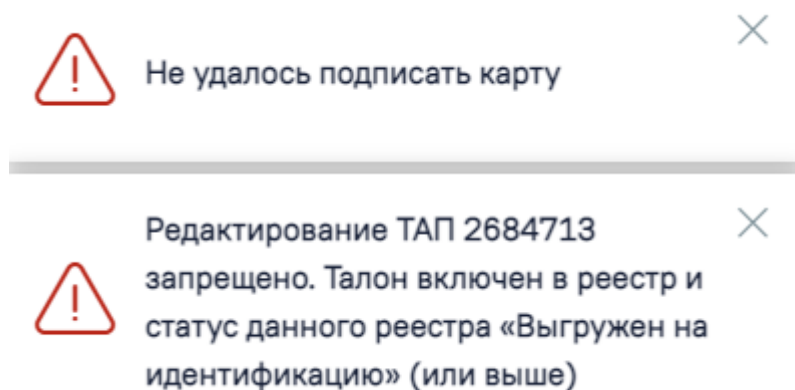 Не удалось подписать карту
Редактирование ТАП 2684713
запрещено. Талон включен в реестр и
статус данного реестра «Выгружен на
идентификацию» (или выше)